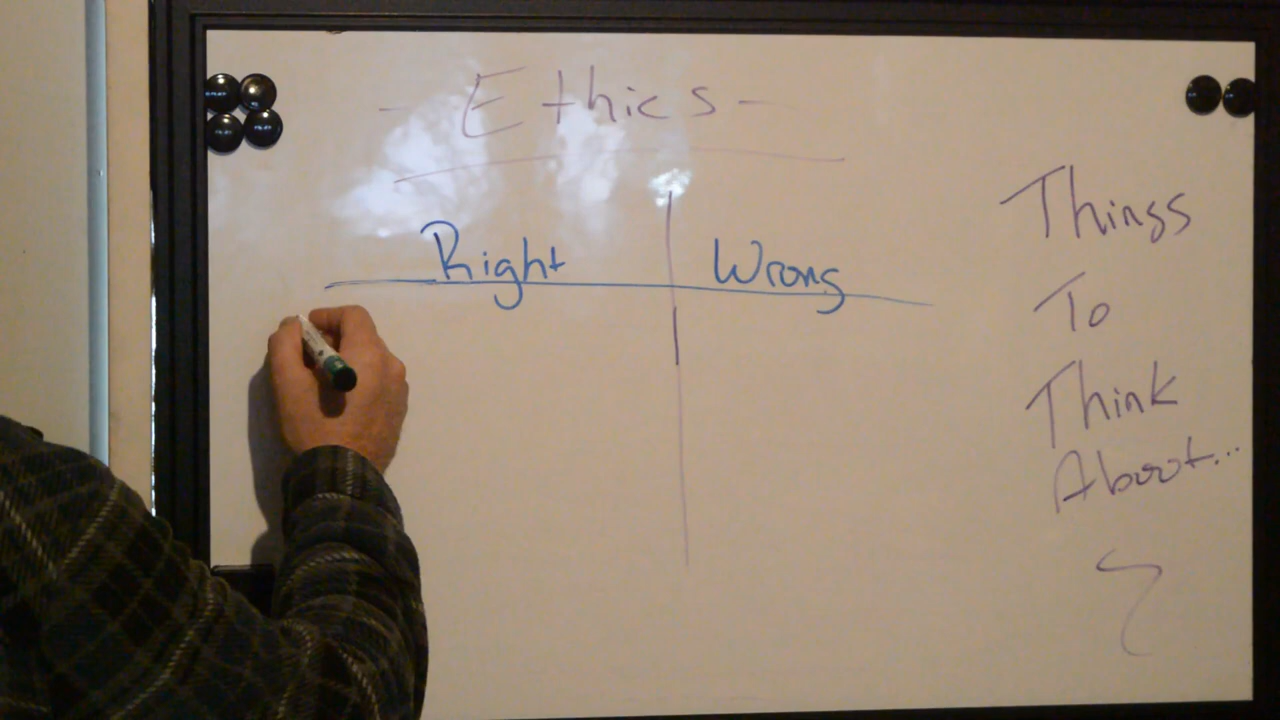 - Ethics -
Right Wrong
Things
To
Think
About...